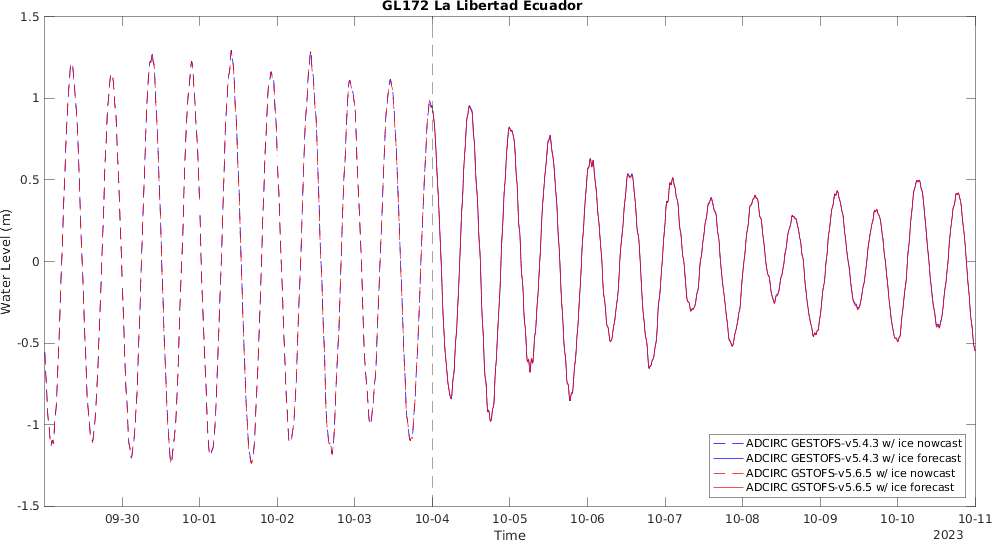 GL172 La Libertad Ecuador
1.5
1
0.5
0
-0.5
-1
-1.5
Water Level (m)
09-30 10-01 10-02 10-03 10-04 10-05 10-06 10-07 10-08 10-09 10-10 10-11
Time
2023
ADCIRC GESTOFS-v5.4.3 w/ ice nowcast
ADCIRC GESTOFS-v5.4.3 w/ ice forecast
ADCIRC GSTOFS-v5.6.5 w/ ice nowcast
ADCIRC GSTOFS-v5.6.5 w/ ice forecast